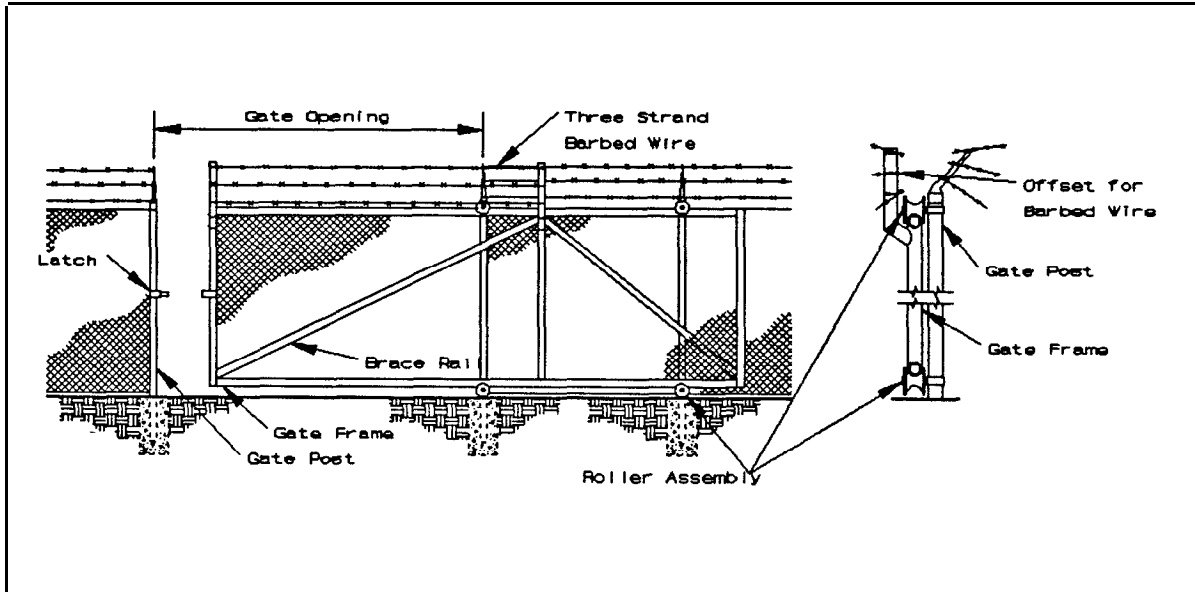 Gate Opening
Three Strand
Barbed Wire
Offset for
Barbed Wire
Latch
Gate Post
Brace Rail
Gate Frame
Gate Frame
Gate Post
Roller Assembly